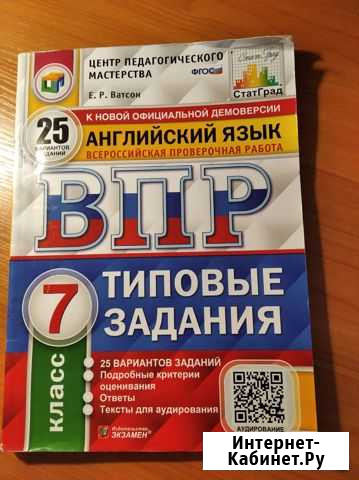 ЦЕНТР ПЕДАГОГИЧЕСКОГО
МАСТЕРСТВА
ФГОС
Е. Р. Ватсон
СтатГрад
К НОВОЙ ОФИЦИАЛЬНОЙ ДЕМОВЕРСИИ
25
ВАРИАНТОВ
ЗАДАНИЙ
АНГЛИЙСКИЙ ЯЗЫК
ВСЕРОССИЙСКАЯ ПРОВЕРОЧНАЯ РАБОТА
ВПР
7
КЛАСС
ТИПОВЫЕ
ЗАДАНИЯ
• 25 ВАРИАНТОВ ЗАДАНИЙ
• Подробные критерии
оценивания
• Ответы
• Тексты для аудирования
Издательство
ЭКЗАМЕН
АУДИРОВАНИЕ
Интернет-
Кабинет.Ру